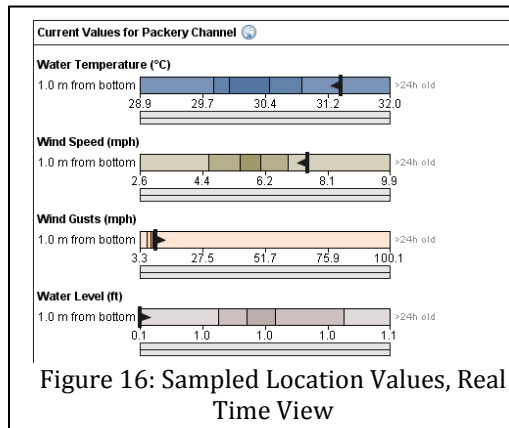 Current Values for Packery Channel
Water Temperature (°C)
1.0 m from bottom >24h old
28.9 29.7 30.4 31.2 32.0
Wind Speed (mph)
1.0 m from bottom >24h old
2.6 4.4 6.2 8.1 9.9
Wind Gusts (mph)
1.0 m from bottom >24h old
3.3 27.5 51.7 75.9 100.1
Water Level (ft)
1.0 m from bottom >24h old
0.1 1.0 1.0 1.0 1.1
Figure 16: Sampled Location Values, Real
Time View